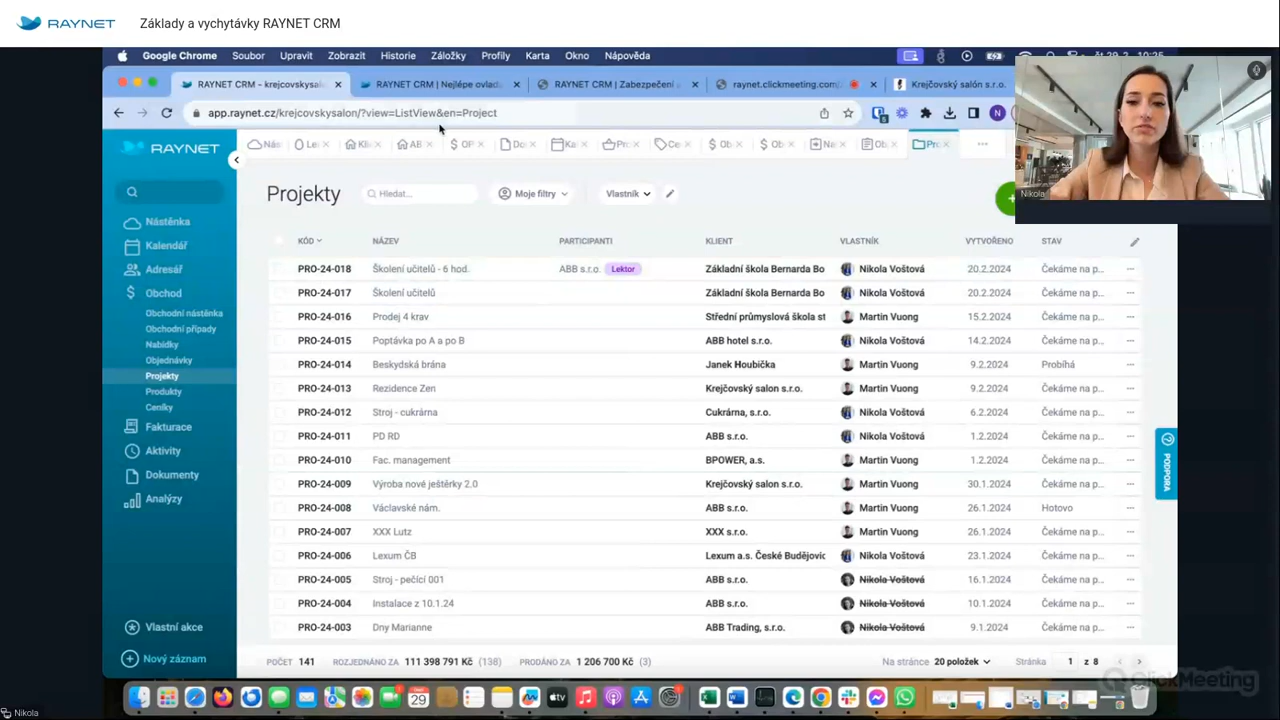 RAYNET
Základy a vychytávky RAYNET CRM
Google Chrome Soubor Upravit Zobrazit Historie Záložky Profily Karta Okno Nápověda
RAYNET CRM - krejcovskysalo
RAYNET CRM | Nejlépe ovlad
RAYNET CRM | Zabezpečení
raynet.clickmeeting.com
Krejčovský salón s.r.o.
app.raynet.cz/krejcovskysalon/?view=ListView&en=Project
RAYNET
Projekty
Hledat...
Moje filtry
Vlastník
Nikola
Nástěnka
Kalendář
Adresář
Obchod
Obchodní nástěnka
Obchodní případy
Nabídky
Objednávky
Projekty
Produkty
Ceníky
Fakturace
Aktivity
Dokumenty
Analýzy
Vlastní akce
Nový záznam
KÓD NÁZEV PARTICIPANTI KLIENT VLASTNÍK VYTVOŘENO STAV
PRO-24-018 Školení učitelů - 6 hod. ABB s.r.o. Lektor Základní škola Bernarda Bo Nikola Voštová 20.2.2024 Čekáme na p...
PRO-24-017 Školení učitelů Základní škola Bernarda Bo Nikola Voštová 20.2.2024 Čekáme na p...
PRO-24-016 Prodej 4 krav Střední průmyslová škola st Martin Vuong 15.2.2024 Čekáme na p...
PRO-24-015 Poptávka po A a po B ABB hotel s.r.o. Nikola Voštová 14.2.2024 Čekáme na p...
PRO-24-014 Beskydská brána Janek Houbička Martin Vuong 9.2.2024 Probíhá
PRO-24-013 Rezidence Zen Krejčovský salon s.r.o. Martin Vuong 9.2.2024 Čekáme na p...
PRO-24-012 Stroj - cukrárna Cukrárna, s.r.o. Nikola Voštová 6.2.2024 Čekáme na p...
PRO-24-011 PD RD ABB s.r.o. Nikola Voštová 1.2.2024 Čekáme na p...
PRO-24-010 Fac. management BPOWER, a.s. Martin Vuong 1.2.2024 Čekáme na p...
PRO-24-009 Výroba nové ještěrky 2.0 Krejčovský salon s.r.o. Martin Vuong 30.1.2024 Čekáme na p...
PRO-24-008 Václavské nám. ABB s.r.o. Martin Vuong 26.1.2024 Hotovo
PRO-24-007 XXX Lutz XXX s.r.o. Martin Vuong 26.1.2024 Čekáme na p...
PRO-24-006 Lexum ČB Lexum a.s. České Budějovic Nikola Voštová 23.1.2024 Čekáme na p...
PRO-24-005 Stroj - pečící 001 ABB s.r.o. Nikola Voštová 16.1.2024 Čekáme na p...
PRO-24-004 Instalace z 10.1.24 ABB s.r.o. Nikola Voštová 10.1.2024 Čekáme na p...
PRO-24-003 Dny Marianne ABB Trading, s.r.o. Nikola Voštová 9.1.2024 Čekáme na p...
PODPORA
POČET 141 ROZJEDNÁNO ZA 111 398 791 Kč (138) PRODÁNO ZA 1 206 700 Kč (3) Na stránce 20 položek Stránka 1 z 8
ClickMeeting
Nikola